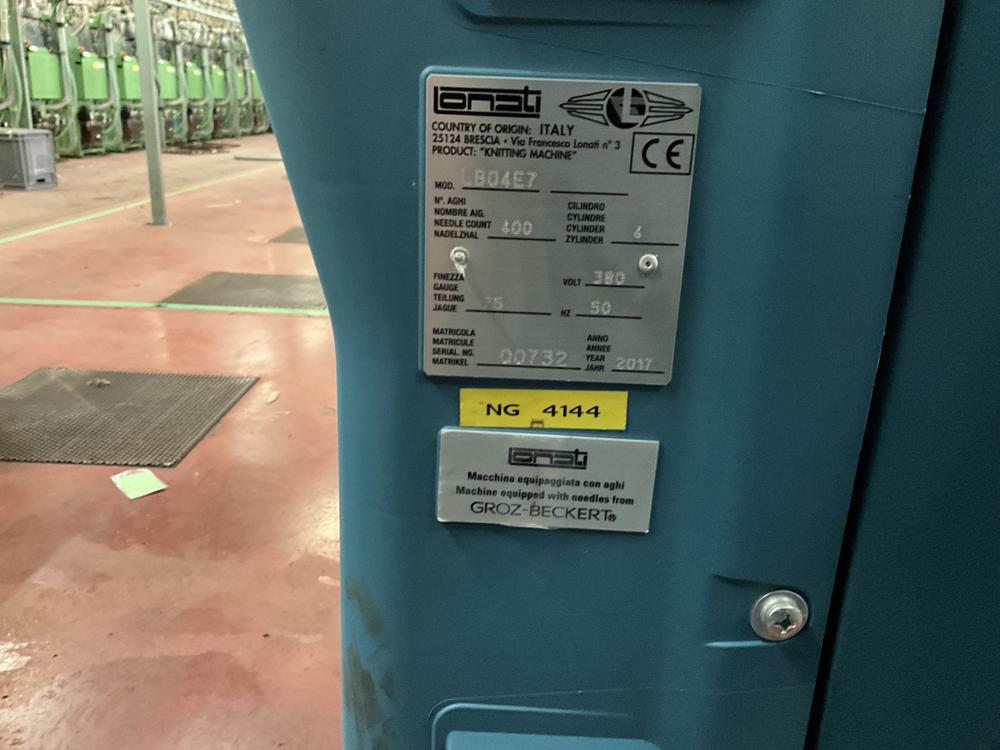 Lonati
COUNTRY OF ORIGIN: ITALY
25124 BRESCIA • Via Francesco Lonati n° 3
PRODUCT: "KNITTING MACHINE"
CE
MOD. LB04E7
N°. AGHI
NOMBRE AIG.
NEEDLE COUNT 400
NADELZHAL
CILINDRO
CYLINDRE
CYLINDER 4
ZYLINDER
FINEZZA
GAUGE
TEILUNG
JAGUE
VOLT 380
HZ 50
MATRICOLA
MATRICULE
SERIAL. NO. 00732
MATRIKEL
ANNO
ANNEE
YEAR 2017
JAHR
NG 4144
Lonati
Macchina equipaggiata con aghi
Machine equipped with needles from
GROZ-BECKERT®